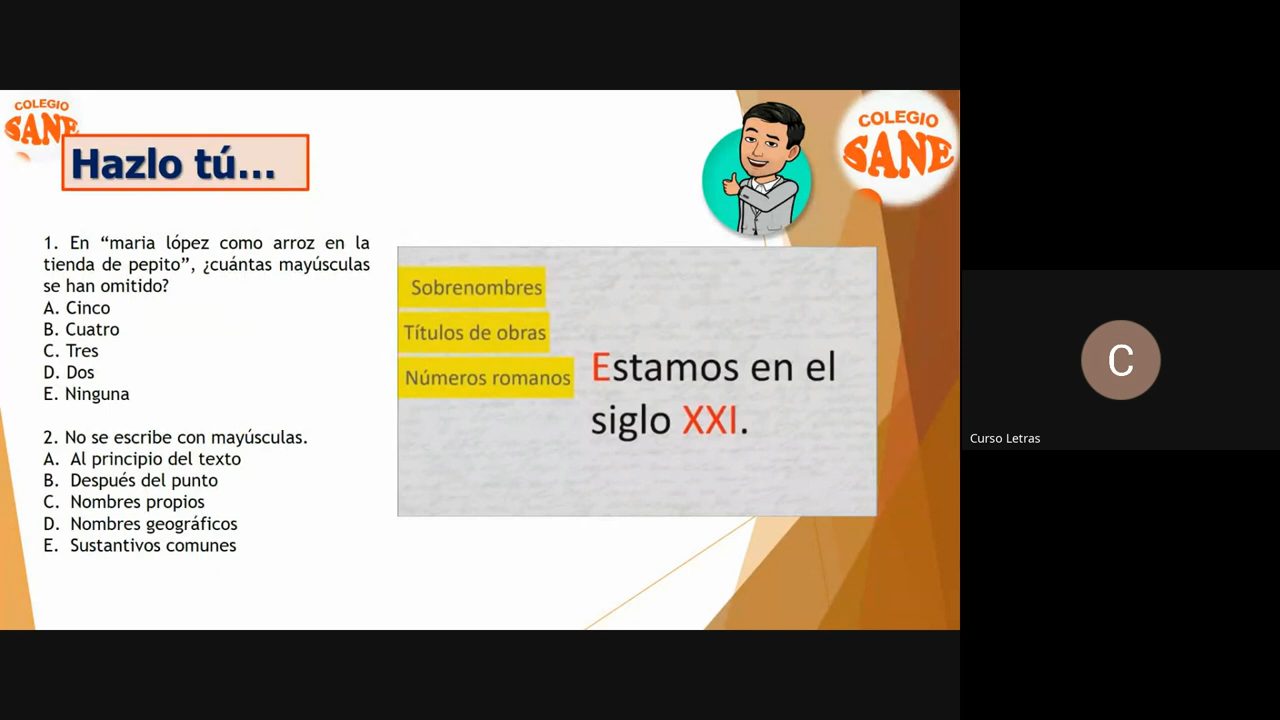 COLEGIO
SANE
Hazlo tú...
COLEGIO
SANE
1. En “maria lópez como arroz en la
tienda de pepito”, ¿cuántas mayúsculas
se han omitido?
A. Cinco
B. Cuatro
C. Tres
D. Dos
E. Ninguna
2. No se escribe con mayúsculas.
A. Al principio del texto
B. Después del punto
C. Nombres propios
D. Nombres geográficos
E. Sustantivos comunes
Sobrenombres
Títulos de obras
Números romanos
Estamos en el
siglo XXI.
C
Curso Letras